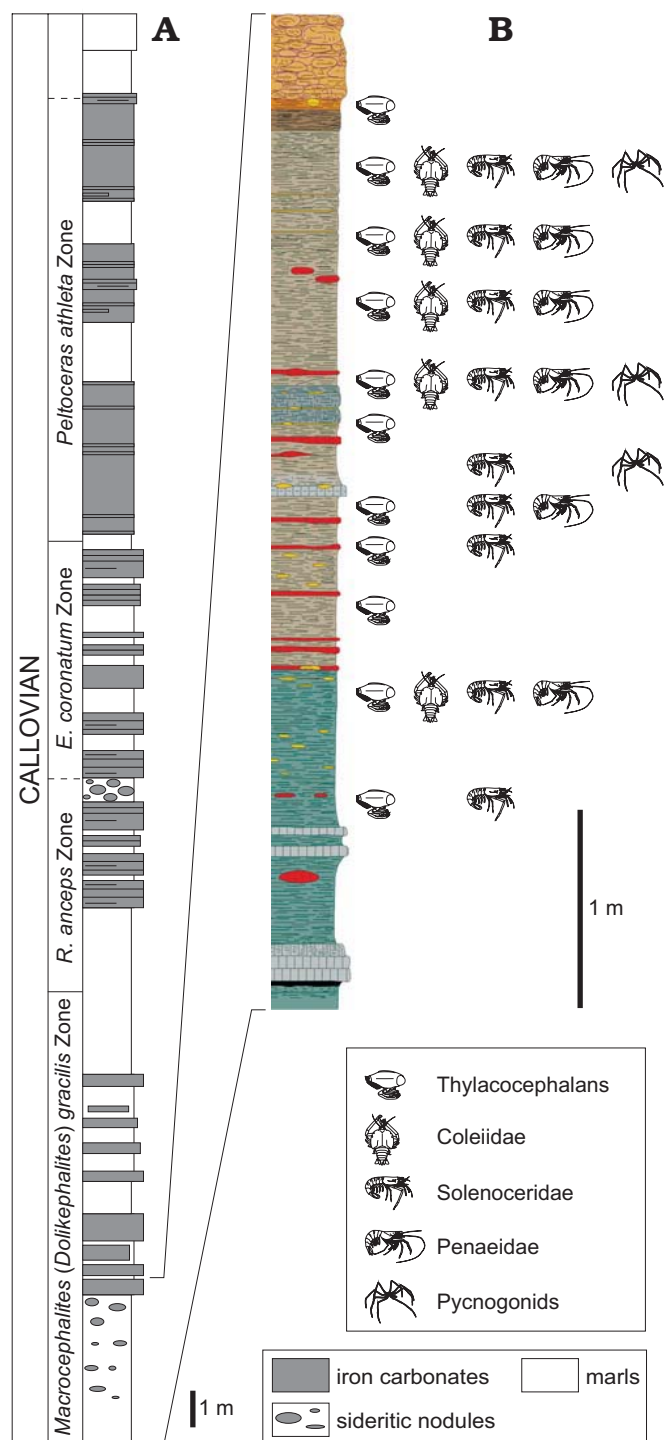 A
B
CALLOVIAN
Peltoceras athleta Zone
E. coronatum Zone
R. anceps Zone
Macrocephalites (Dolikephalites) gracilis Zone
1 m
1 m
Thylacocephalans
Coleiidae
Solenoceridae
Penaeidae
Pycnogonids
iron carbonates
marls
sideritic nodules